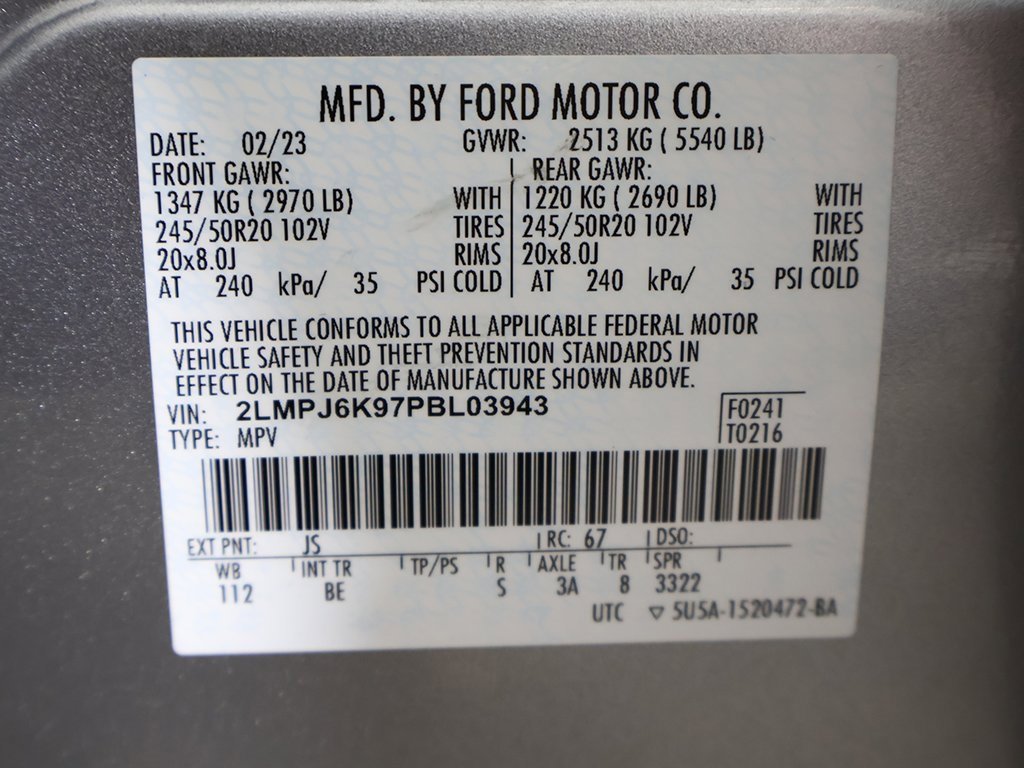 MFD. BY FORD MOTOR CO.
DATE: 02/23 GVWR: 2513 KG ( 5540 LB)
FRONT GAWR: REAR GAWR:
1347 KG ( 2970 LB) WITH 1220 KG ( 2690 LB) WITH
245/50R20 102V TIRES 245/50R20 102V TIRES
20x8.0J RIMS 20x8.0J RIMS
AT 240 kPa/ 35 PSI COLD AT 240 kPa/ 35 PSI COLD
THIS VEHICLE CONFORMS TO ALL APPLICABLE FEDERAL MOTOR
VEHICLE SAFETY AND THEFT PREVENTION STANDARDS IN
EFFECT ON THE DATE OF MANUFACTURE SHOWN ABOVE.
VIN: 2LMPJ6K97PBL03943 F0241
TYPE: MPV T0216
EXT PNT: JS RC: 67 DSO:
WB INT TR TP/PS R AXLE TR SPR
112 BE S 3A 8 3322
UTC ▽ 5U5A-1520472-BA